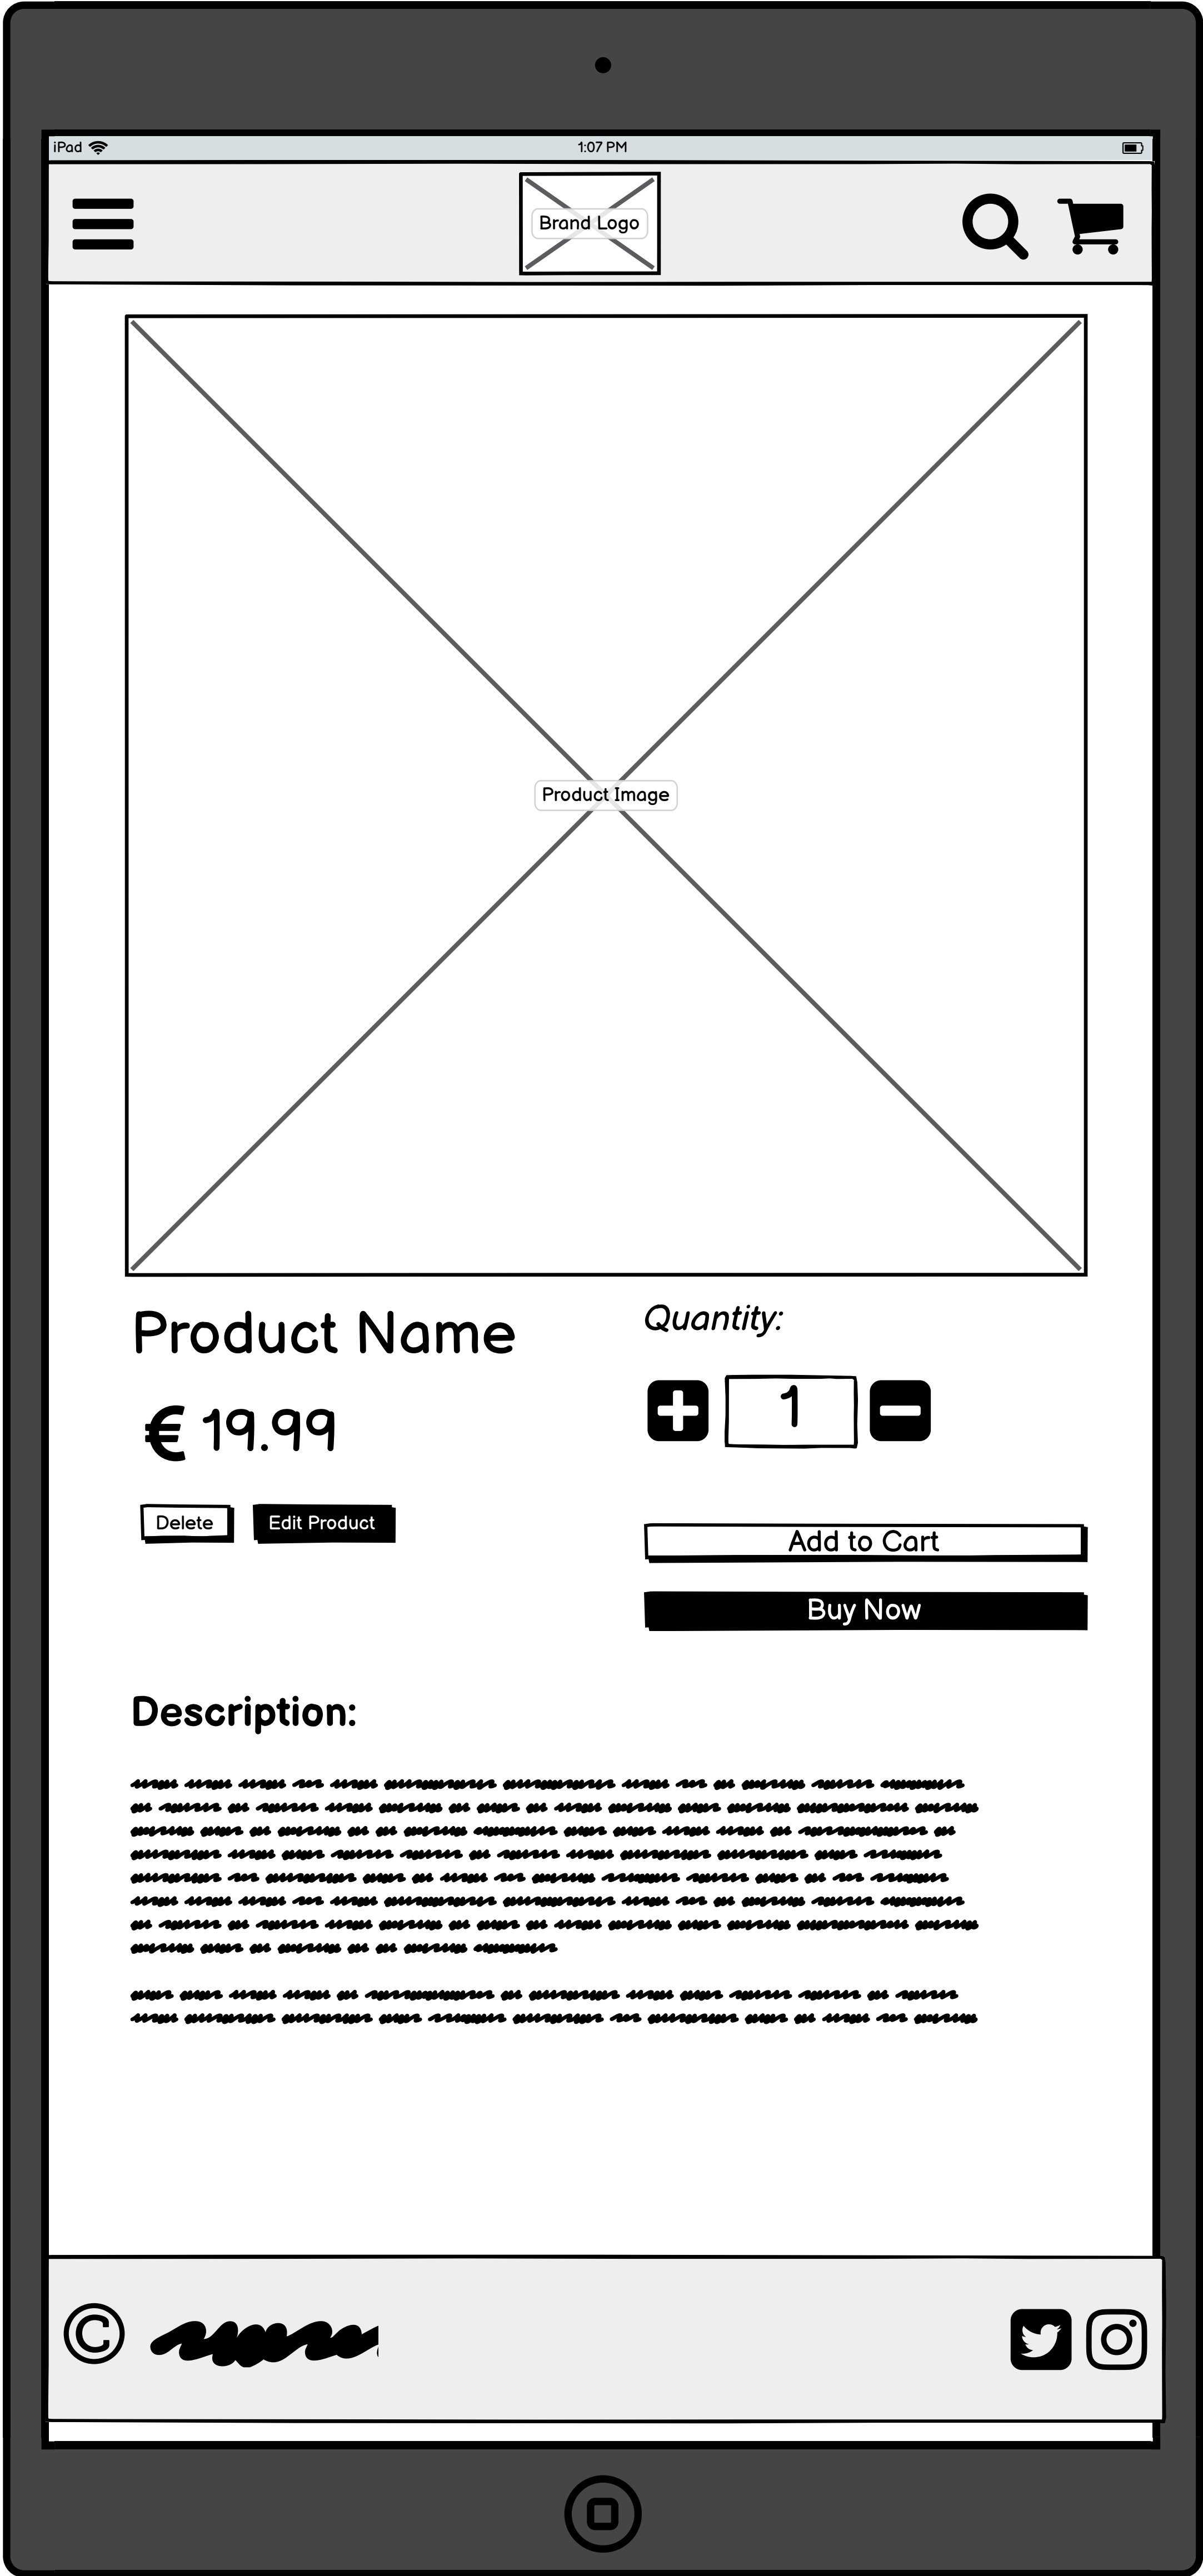 iPad 1:07 PM
Brand Logo
Product Image
Product Name
€ 19.99
Delete Edit Product
Quantity:
1
Add to Cart
Buy Now
Description:
©